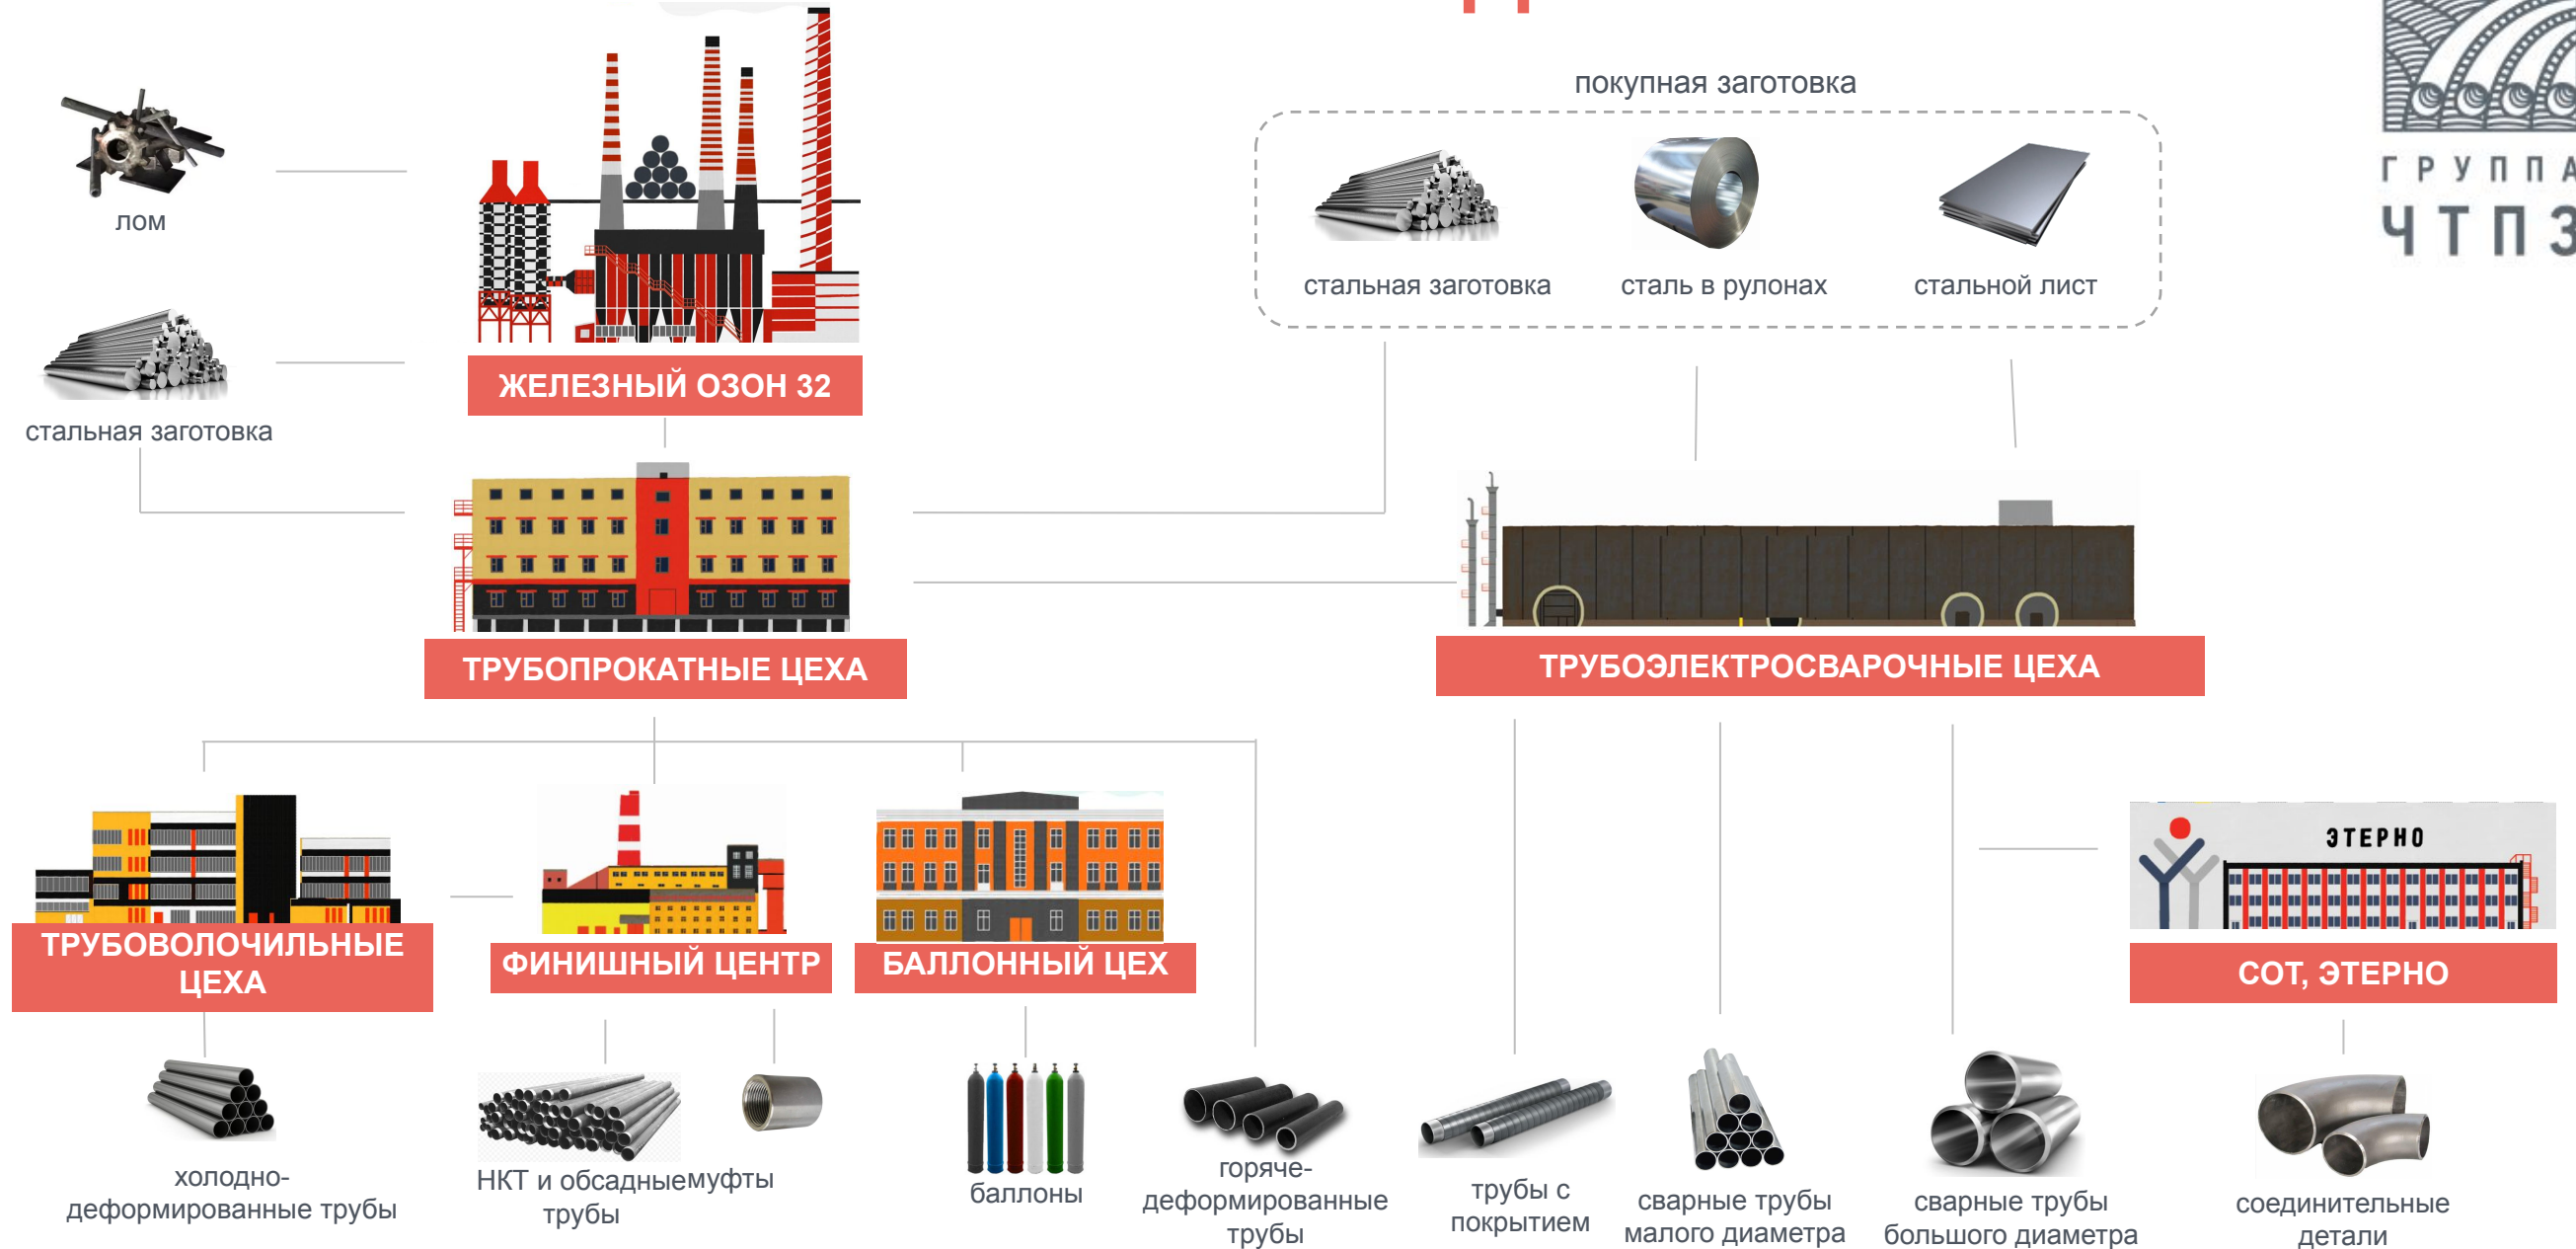 покупная заготовка
ГРУППА
ЧТПЗ
лом
стальная заготовка
сталь в рулонах
стальной лист
ЖЕЛЕЗНЫЙ ОЗОН 32
стальная заготовка
ТРУБОПРОКАТНЫЕ ЦЕХА
ТРУБОЭЛЕКТРОСВАРОЧНЫЕ ЦЕХА
ЭТЕРНО
ТРУБОВОЛОЧИЛЬНЫЕ
ЦЕХА
ФИНИШНЫЙ ЦЕНТР
БАЛЛОННЫЙ ЦЕХ
СОТ, ЭТЕРНО
холодно-
деформированные трубы
НКТ и обсадные
трубы
муфты
баллоны
горяче-
деформированные
трубы
трубы с
покрытием
сварные трубы
малого диаметра
сварные трубы
большого диаметра
соединительные
детали